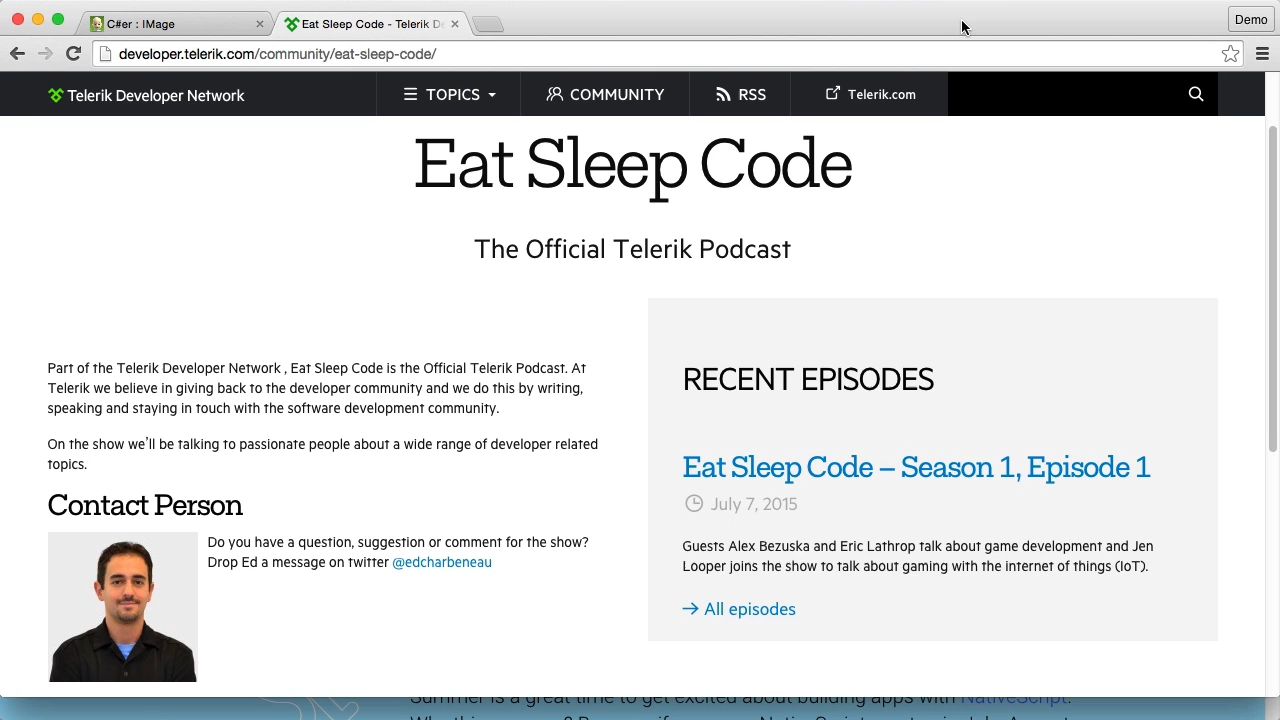 C#er : IMage
Eat Sleep Code - Telerik De
Demo
developer.telerik.com/community/eat-sleep-code/
Telerik Developer Network
TOPICS
COMMUNITY
RSS
Telerik.com
Eat Sleep Code
The Official Telerik Podcast
Part of the Telerik Developer Network , Eat Sleep Code is the Official Telerik Podcast. At
Telerik we believe in giving back to the developer community and we do this by writing,
speaking and staying in touch with the software development community.
On the show we'll be talking to passionate people about a wide range of developer related
topics.
Contact Person
Do you have a question, suggestion or comment for the show?
Drop Ed a message on twitter @edcharbeneau
RECENT EPISODES
Eat Sleep Code – Season 1, Episode 1
July 7, 2015
Guests Alex Bezuska and Eric Lathrop talk about game development and Jen
Looper joins the show to talk about gaming with the internet of things (IoT).
→ All episodes
Summer is a great time to get excited about building apps with NativeScript.